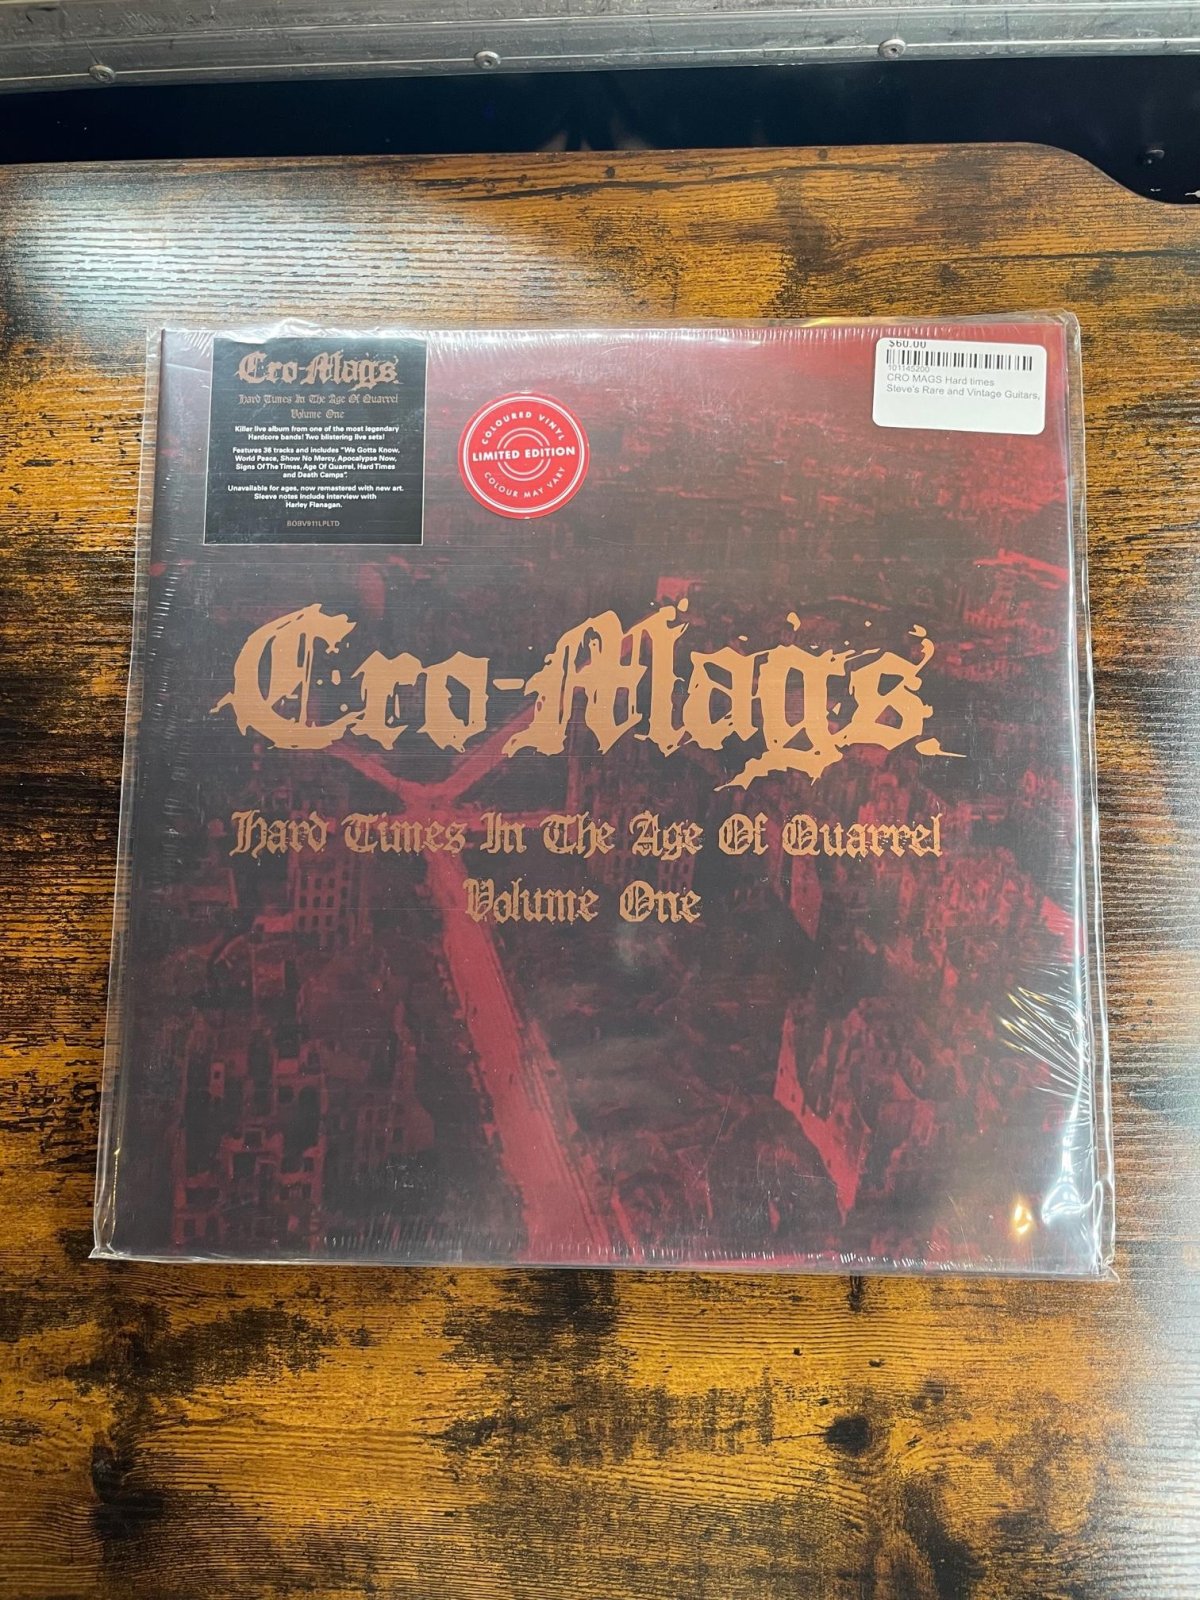 Cro-Mags
Hard Times In The Age Of Quarrel
Volume One
Killer live album from one of the most legendary
Hardcore bands! Two blistering live sets!
Features 36 tracks and includes "We Gotta Know,
World Peace, Show No Mercy, Apocalypse Now,
Signs Of The Times, Age Of Quarrel, Hard Times
and Death Camps".
Unavailable for ages, now remastered with new art.
Sleeve notes include interview with
Harley Flanagan.
BOBV911LPLTD
COLOURED VINYL
LIMITED EDITION
COLOUR MAY VARY
$60.00
101145200
CRO MAGS Hard times
Steve's Rare and Vintage Guitars,
Cro-Mags
Hard Times In The Age Of Quarrel
Volume One